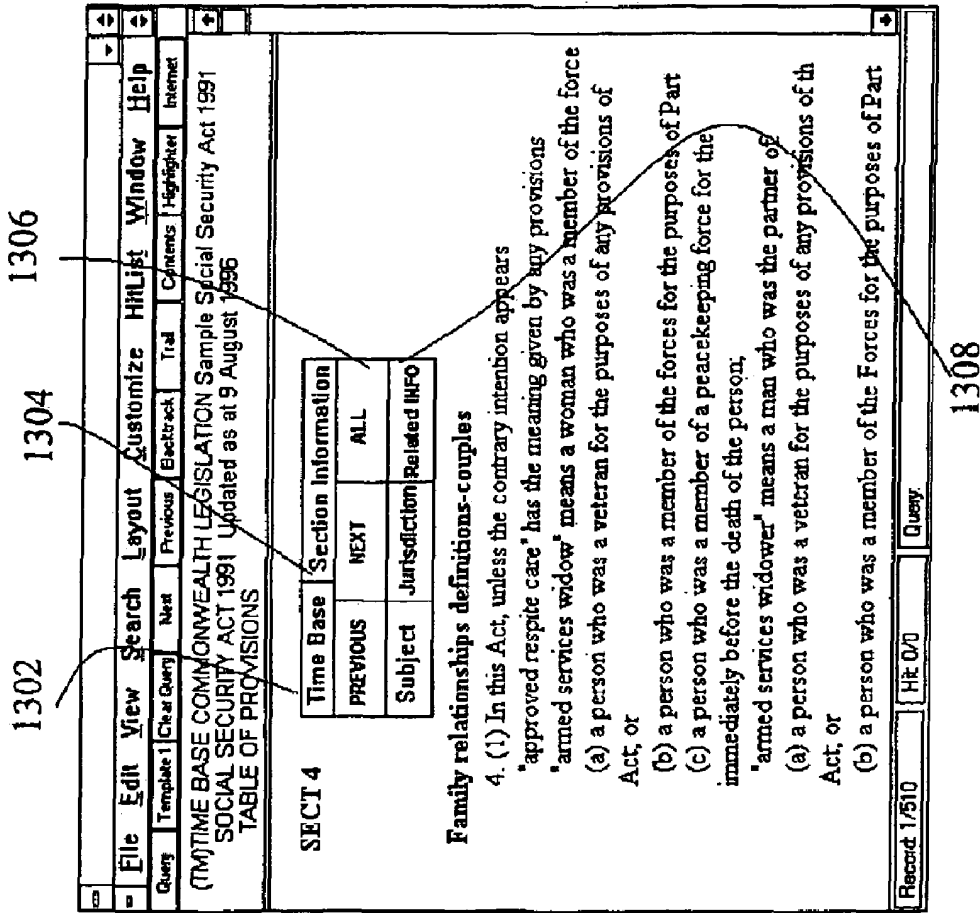 1302
1304
1306
File Edit View Search Layout Customize HitList Window Help
Query Template 1 Clear Query Next Previous Backtrack Trail Contents Highlighter Internet
(TM)TIME BASE COMMONWEALTH LEGISLATION Sample Social Security Act 1991
SOCIAL SECURITY ACT 1991 Updated as at 9 August 1996
TABLE OF PROVISIONS
SECT 4
Time Base Section Information
PREVIOUS NEXT ALL
Subject Jurisdiction Related INFO
Family relationships definitions-couples
4. (1) In this Act, unless the contrary intention appears
"approved respite care" has the meaning given by any provisions
"armed services widow" means a woman who was a member of the force
(a) a person who was a veteran for the purposes of any provisions of
Act, or
(b) a person who was a member of the forces for the purposes of Part
(c) a person who was a member of a peacekeeping force for the
immediately before the death of the person;
"armed services widower" means a man who was the partner of
(a) a person who was a veteran for the purposes of any provisions of th
Act, or
(b) a person who was a member of the Forces for the purposes of Part
Record: 1/510 Hit: 0/0 Query:
1308